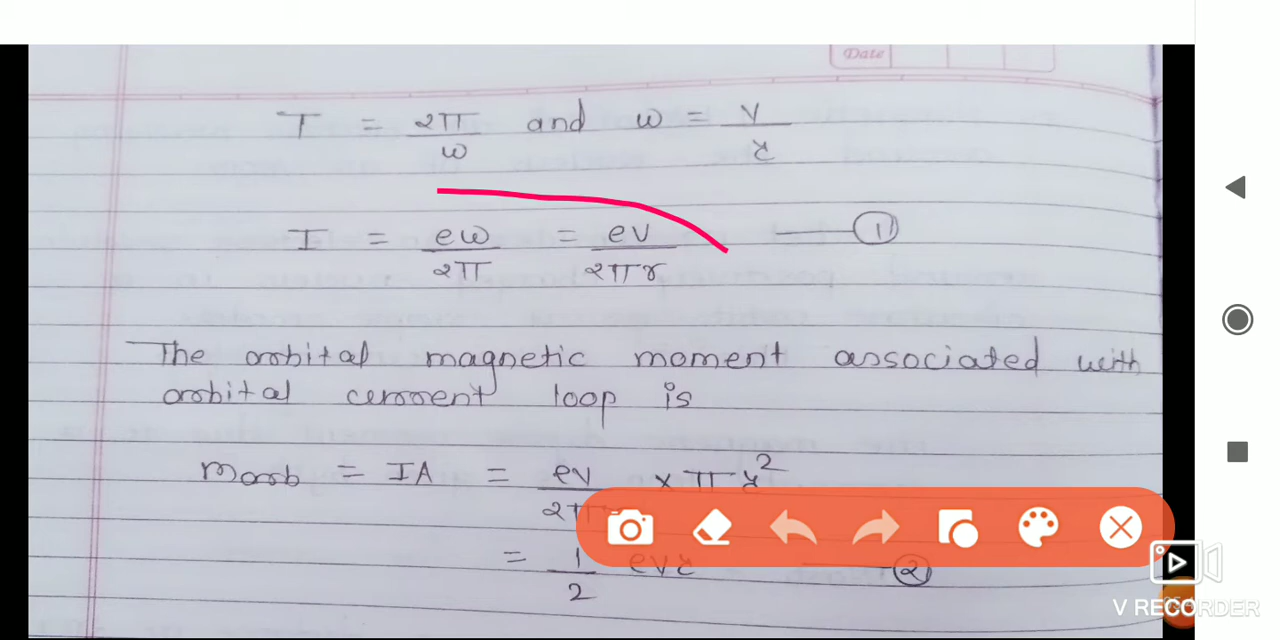 Date
T = 2π/ω and ω = v/r
I = eω/2π = ev/2πr — ①
The orbital magnetic moment associated with
orbital current loop is
morb = IA = ev/2π × πr²
= 1/2 evr — ②
V RECORDER